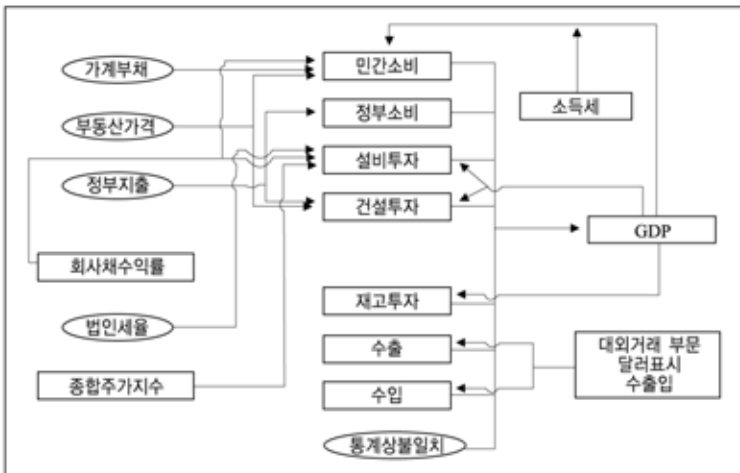 가계부채
부동산가격
정부지출
회사채수익률
법인세율
종합주가지수
민간소비
정부소비
설비투자
건설투자
재고투자
수출
수입
통계상불일치
소득세
GDP
대외거래 부문
달러표시
수출입